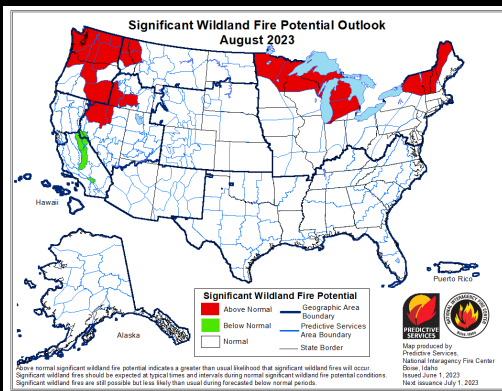 Significant Wildland Fire Potential Outlook
August 2023
Hawaii
Alaska
Puerto Rico
Significant Wildland Fire Potential
Above Normal
Below Normal
Normal
Geographic Area
Boundary
Predictive Services
Area Boundary
State Border
PREDICTIVE
SERVICES
NATIONAL INTERAGENCY FIRE CENTER
Map produced by
Predictive Services,
National Interagency Fire Center
Boise, Idaho
Issued June 1, 2023
Next issuance July 1, 2023
Above normal significant wildland fire potential indicates a greater than usual likelihood that significant wildland fires will occur.
Significant wildland fires should be expected at typical times and intervals during normal significant wildland fire potential conditions.
Significant wildland fires are still possible but less likely than usual during forecasted below normal periods.